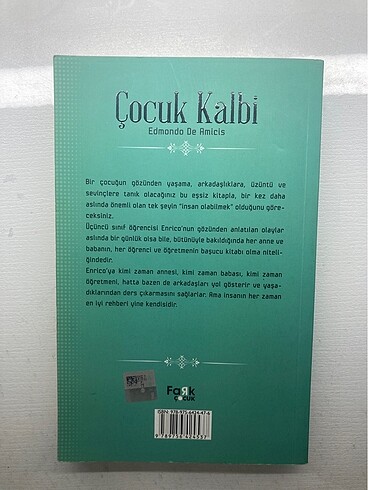 Çocuk Kalbi
Edmondo De Amicis
Bir çocuğun gözünden yaşama, arkadaşlıklara, üzüntü ve
sevinçlere tanık olacağınız bu eşsiz kitapla, bir kez daha
aslında önemli olan tek şeyin "insan olabilmek" olduğunu göre-
ceksiniz.
Üçüncü sınıf öğrencisi Enrico'nun gözünden anlatılan olaylar
aslında bir günlük olsa bile, bütünüyle bakıldığında her anne ve
babanın, her öğrenci ve öğretmenin başucu kitabı olma niteli-
ğindedir.
Enrico'ya kimi zaman annesi, kimi zaman babası, kimi zaman
öğretmeni, hatta bazen de arkadaşları yol gösterir ve yaşa-
dıklarından ders çıkarmasını sağlarlar. Ama insanın her zaman
en iyi rehberi yine kendisidir.
Fark
ÇOCUK